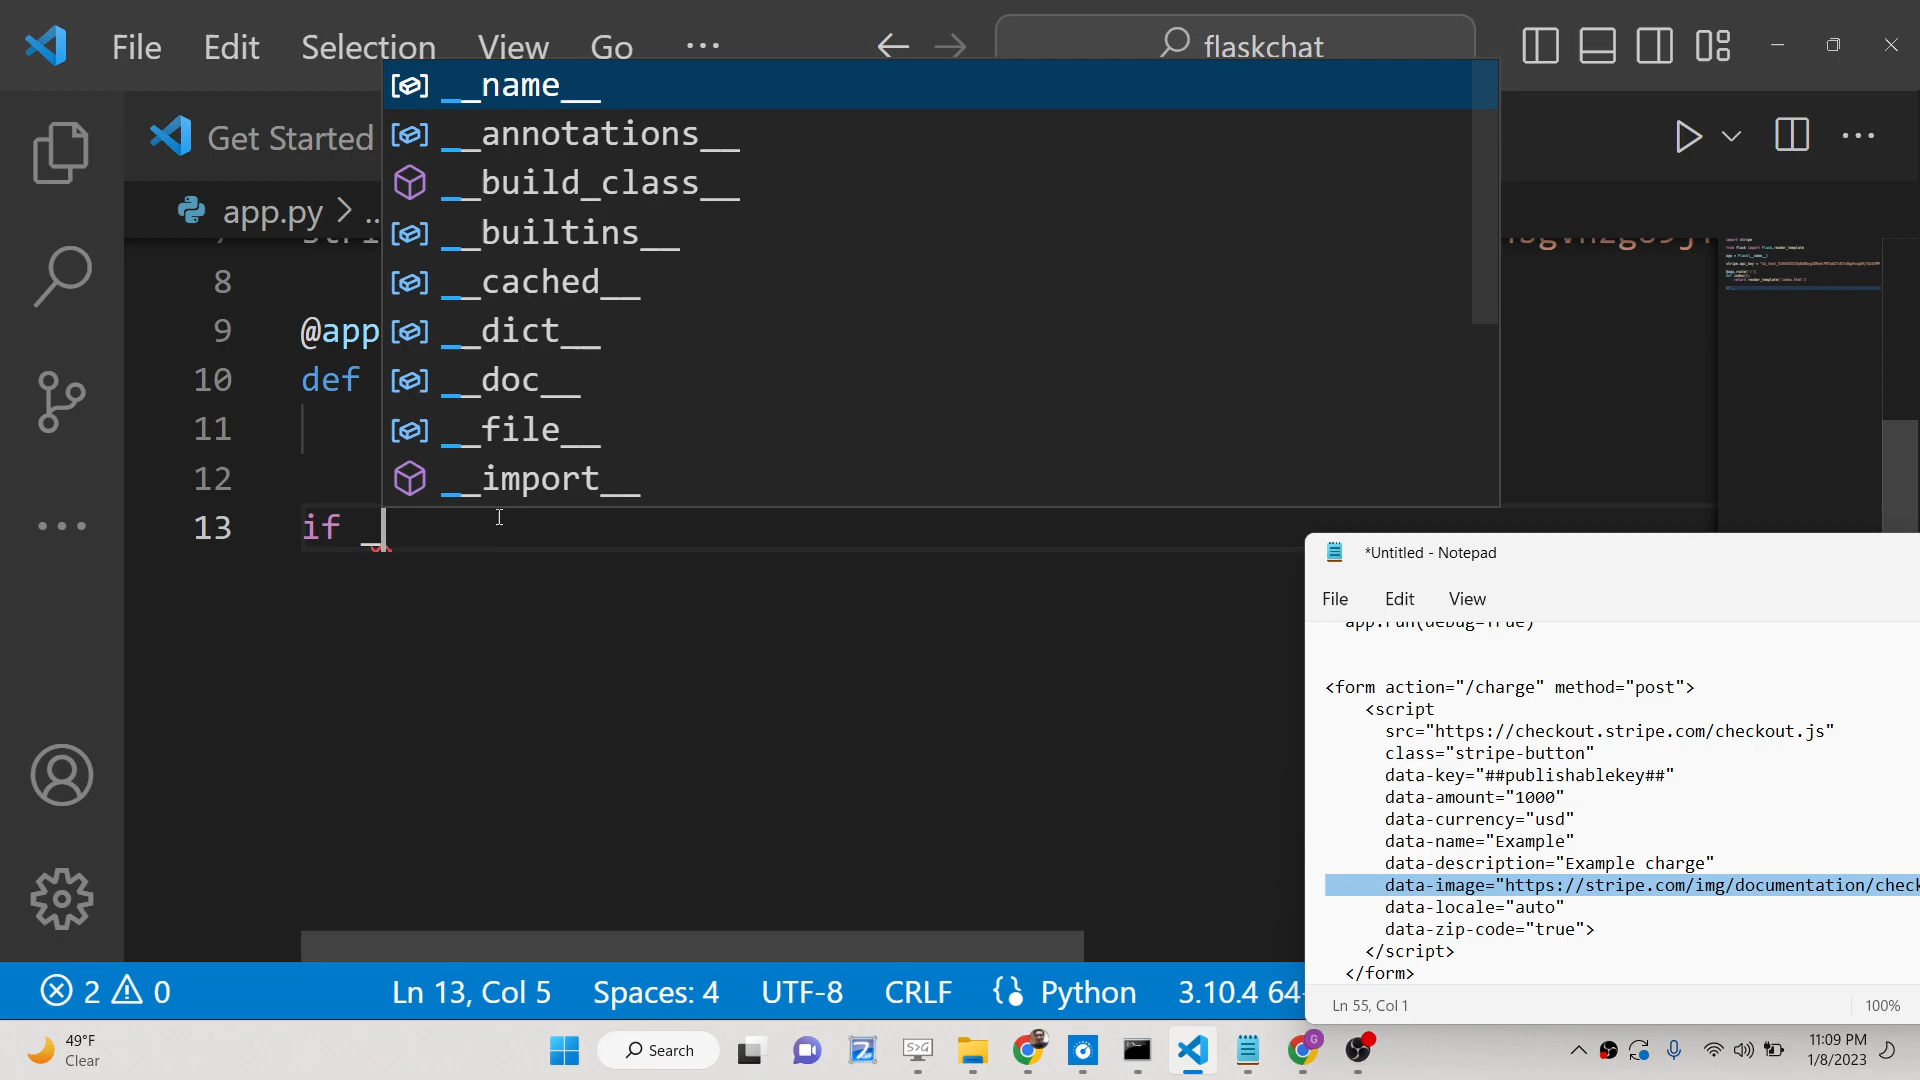 File Edit Selection View Go ... flaskchat
Get Started
app.py > ..
__name__
__annotations__
__build_class__
__builtins__
__cached__
__dict__
__doc__
__file__
__import__
8
9 @app
10 def
11
12
13 if _
*Untitled - Notepad
File Edit View
app.run(debug=True)
<form action="/charge" method="post">
<script
src="https://checkout.stripe.com/checkout.js"
class="stripe-button"
data-key="##publishablekey##"
data-amount="1000"
data-currency="usd"
data-name="Example"
data-description="Example charge"
data-image="https://stripe.com/img/documentation/check
data-locale="auto"
data-zip-code="true">
</script>
</form>
Ln 55, Col 1 100%
2 0 Ln 13, Col 5 Spaces: 4 UTF-8 CRLF Python 3.10.4 64-
49°F
Clear
Search
11:09 PM
1/8/2023